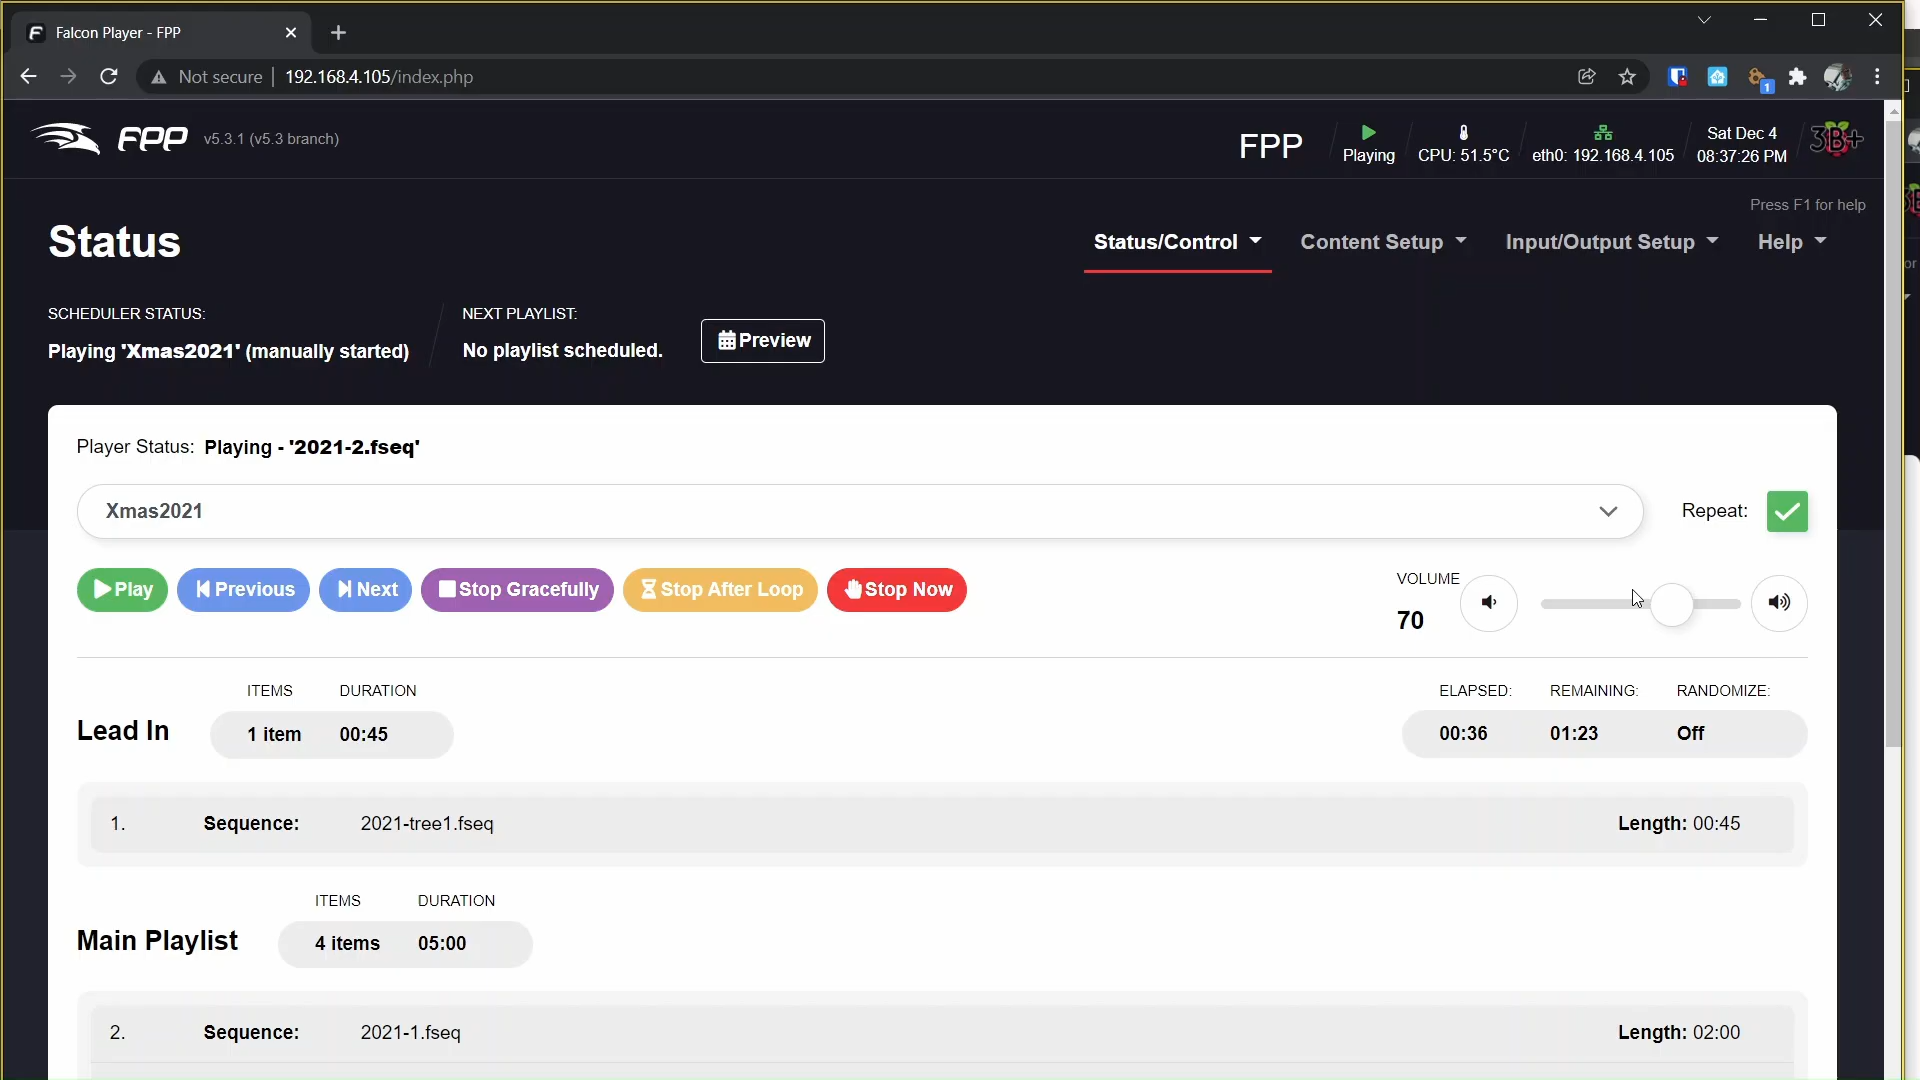 Falcon Player - FPP
Not secure | 192.168.4.105/index.php
1
FPP v5.3.1 (v5.3 branch)
FPP
Playing
CPU: 51.5°C
eth0: 192.168.4.105
Sat Dec 4
08:37:26 PM
3B+
Press F1 for help
Status
Status/Control
Content Setup
Input/Output Setup
Help
SCHEDULER STATUS:
Playing 'Xmas2021' (manually started)
NEXT PLAYLIST:
No playlist scheduled.
Preview
Player Status: Playing - '2021-2.fseq'
Xmas2021
Repeat:
Play
Previous
Next
Stop Gracefully
Stop After Loop
Stop Now
VOLUME
70
ITEMS DURATION
Lead In 1 item 00:45
ELAPSED: REMAINING: RANDOMIZE:
00:36 01:23 Off
1. Sequence: 2021-tree1.fseq Length: 00:45
ITEMS DURATION
Main Playlist 4 items 05:00
2. Sequence: 2021-1.fseq Length: 02:00